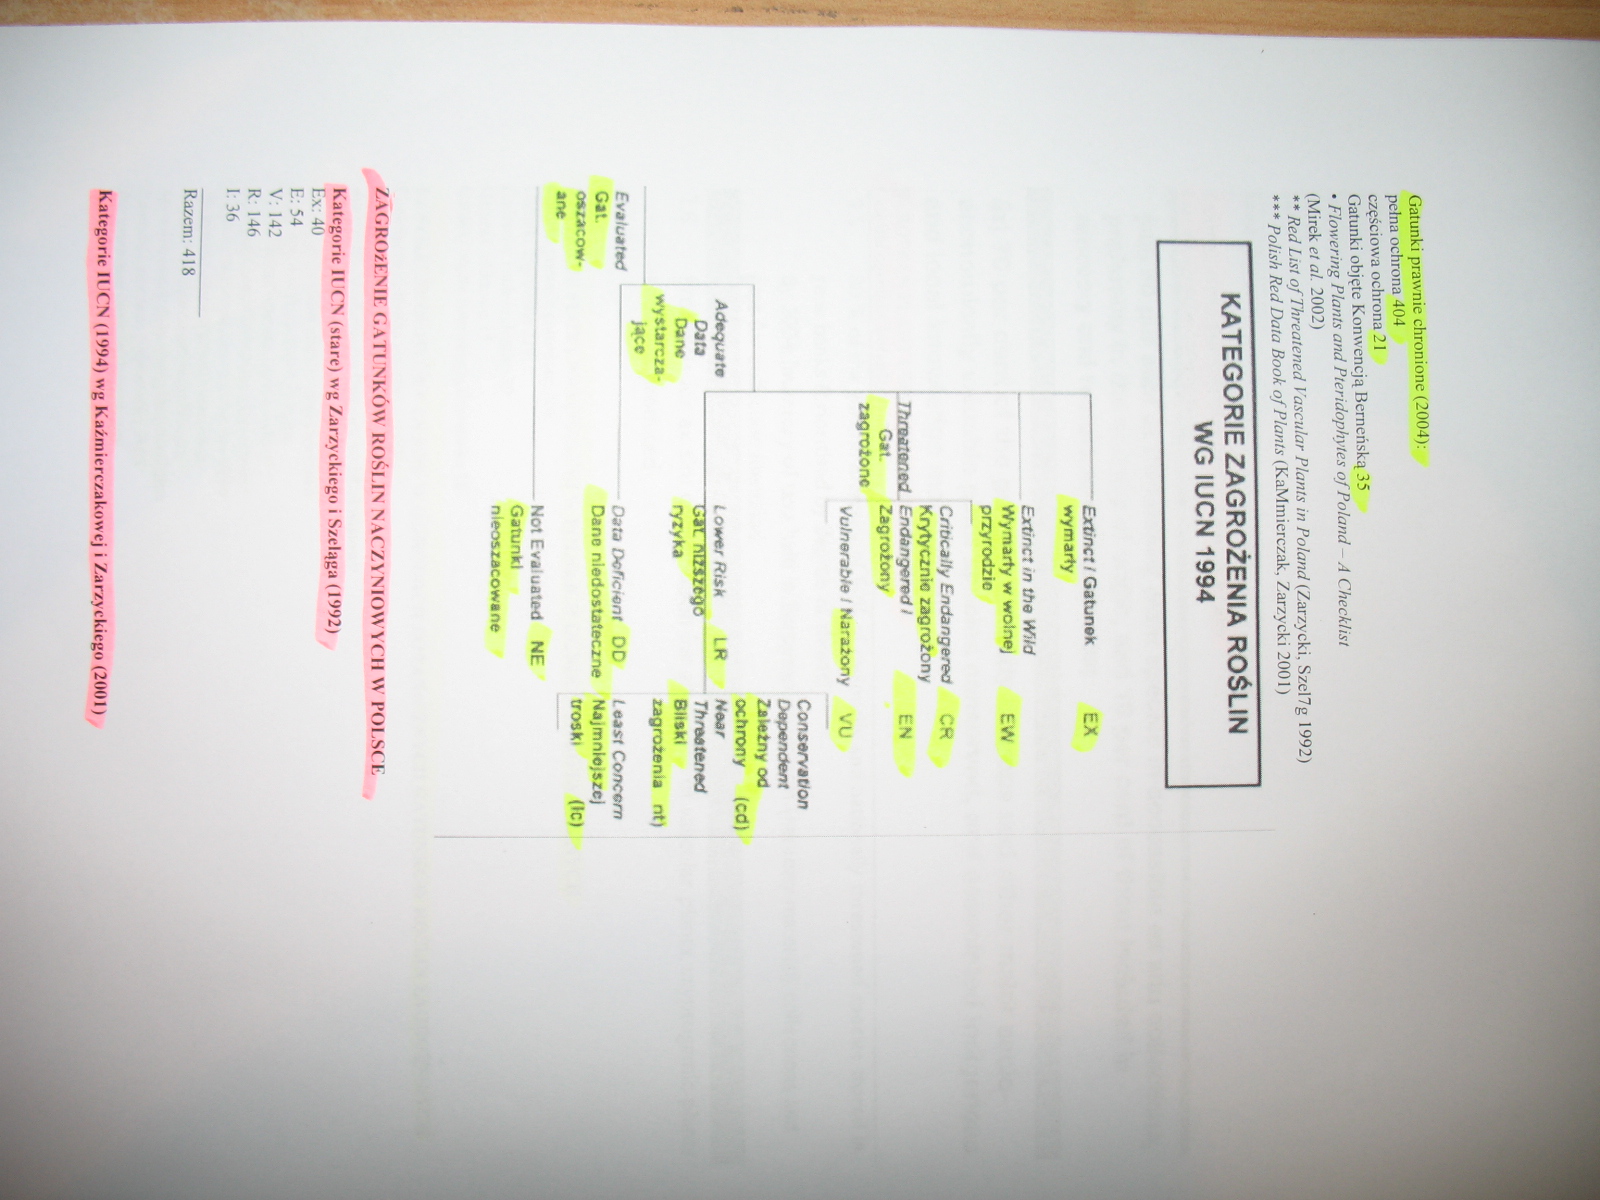 Gatunki prawnie chronione (2004):
pełna ochrona 404
częściowa ochrona 21
Gatunki objęte Konwencją Berneńską 35
• Flowering Plants and Pteridophytes of Poland – A Checklist
(Mirek et al. 2002)
** Red List of Threatened Vascular Plants in Poland (Zarzycki, Szel7g 1992)
*** Polish Red Data Book of Plants (KaMmierczak, Zarzycki 2001)
KATEGORIE ZAGROŻENIA ROŚLIN
WG IUCN 1994
Extinct / Gatunek EX
wymarły
Extinct in the Wild
Wymarły w wolnej EW
przyrodzie
Critically Endangered CR
Krytycznie zagrożony
Threatened Endangered / EN
Gat. Zagrożony
zagrożone
Vulnerable / Narażony VU
Conservation
Dependent
Zależny od
ochrony (cd)
Adequate Lower Risk LR Near
Data Gat. niższego Threatened
Dane ryzyka Bliski
wystarcza- zagrożenia nt)
jące
Evaluated Data Deficient DD Least Concern
Gat. Dane niedostateczne Najmniejszej
oszacow- troski (lc)
ane
Not Evaluated NE
Gatunki
nieoszacowane
ZAGROżENIE GATUNKÓW ROŚLIN NACZYNIOWYCH W POLSCE
Kategorie IUCN (stare) wg Zarzyckiego i Szeląga (1992)
Ex: 40
E: 54
V: 142
R: 146
I: 36
Razem: 418
Kategorie IUCN (1994) wg Kaźmierczakowej i Zarzyckiego (2001)